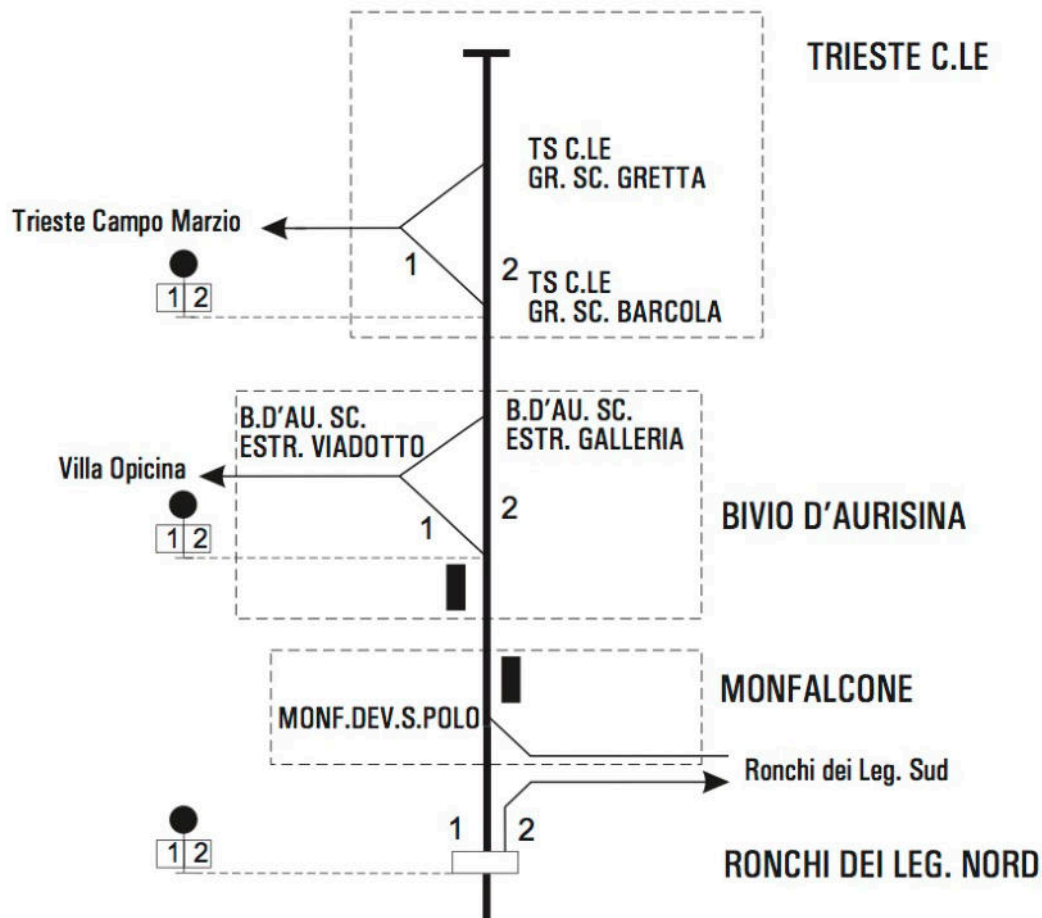 TRIESTE C.LE
TS C.LE
GR. SC. GRETTA
Trieste Campo Marzio
1
2
1 2
TS C.LE
GR. SC. BARCOLA
B.D'AU. SC.
ESTR. VIADOTTO
B.D'AU. SC.
ESTR. GALLERIA
Villa Opicina
1
2
1 2
BIVIO D'AURISINA
MONFALCONE
MONF.DEV.S.POLO
Ronchi dei Leg. Sud
1
2
1 2
RONCHI DEI LEG. NORD